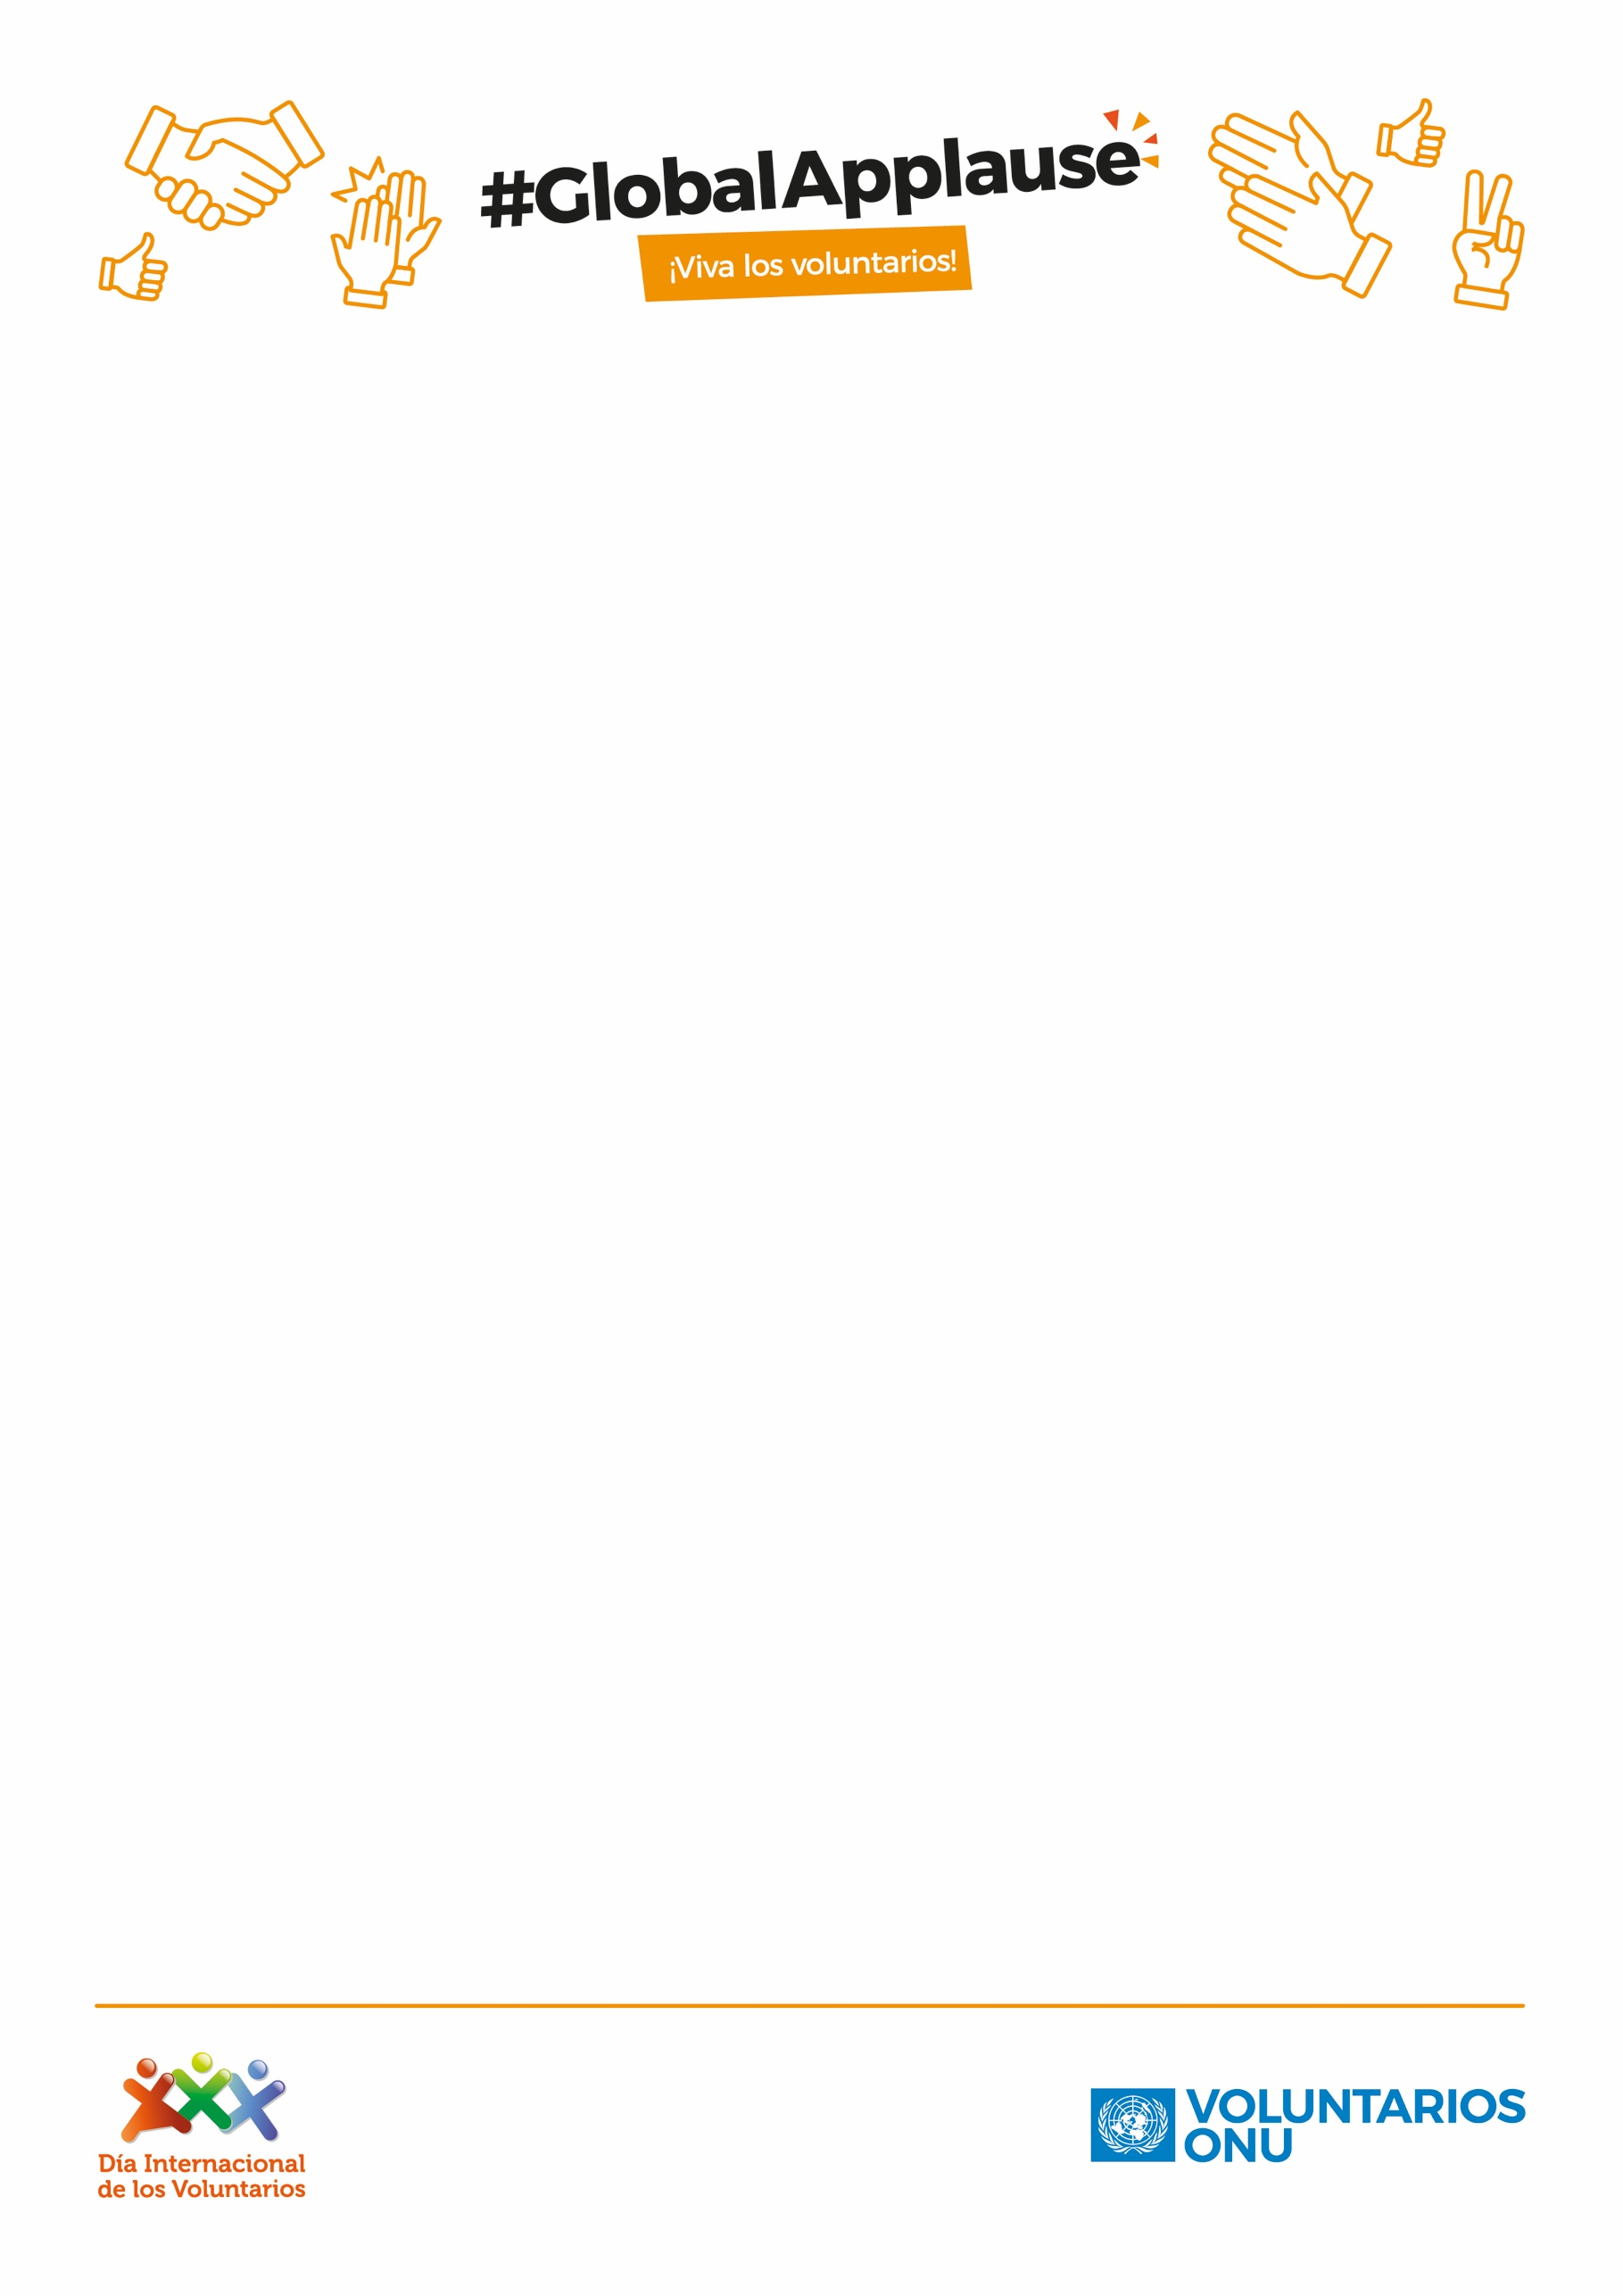 #GlobalApplause
¡Viva los voluntarios!
Día Internacional
de los Voluntarios
VOLUNTARIOS
ONU